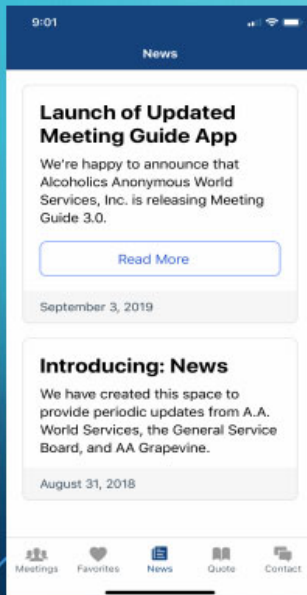 9:01
News
Launch of Updated
Meeting Guide App
We're happy to announce that
Alcoholics Anonymous World
Services, Inc. is releasing Meeting
Guide 3.0.
Read More
September 3, 2019
Introducing: News
We have created this space to
provide periodic updates from A.A.
World Services, the General Service
Board, and AA Grapevine.
August 31, 2018
Meetings Favorites News Quote Contact